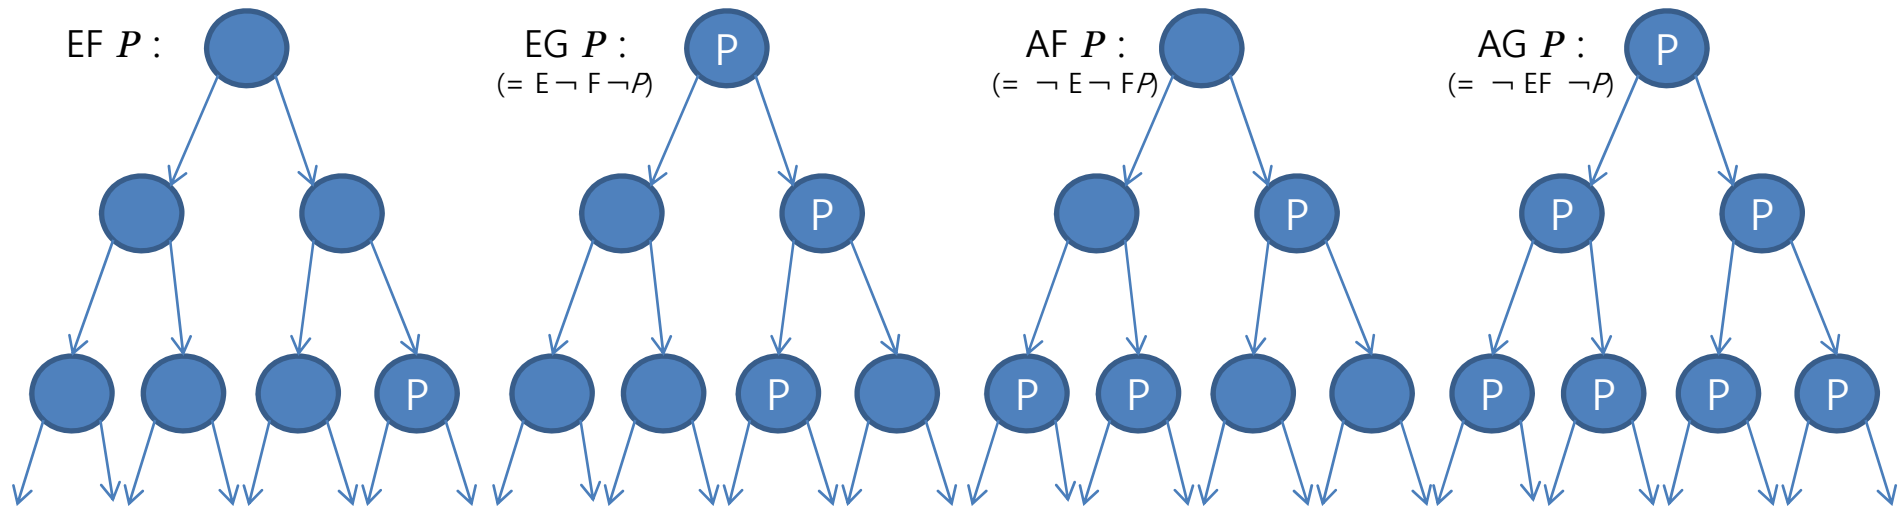 EF P : EG P : P AF P : AG P : P
(= E¬ F¬P) (= ¬ E¬ FP) (= ¬ EF ¬P)
P P P P
P P P P P P P P